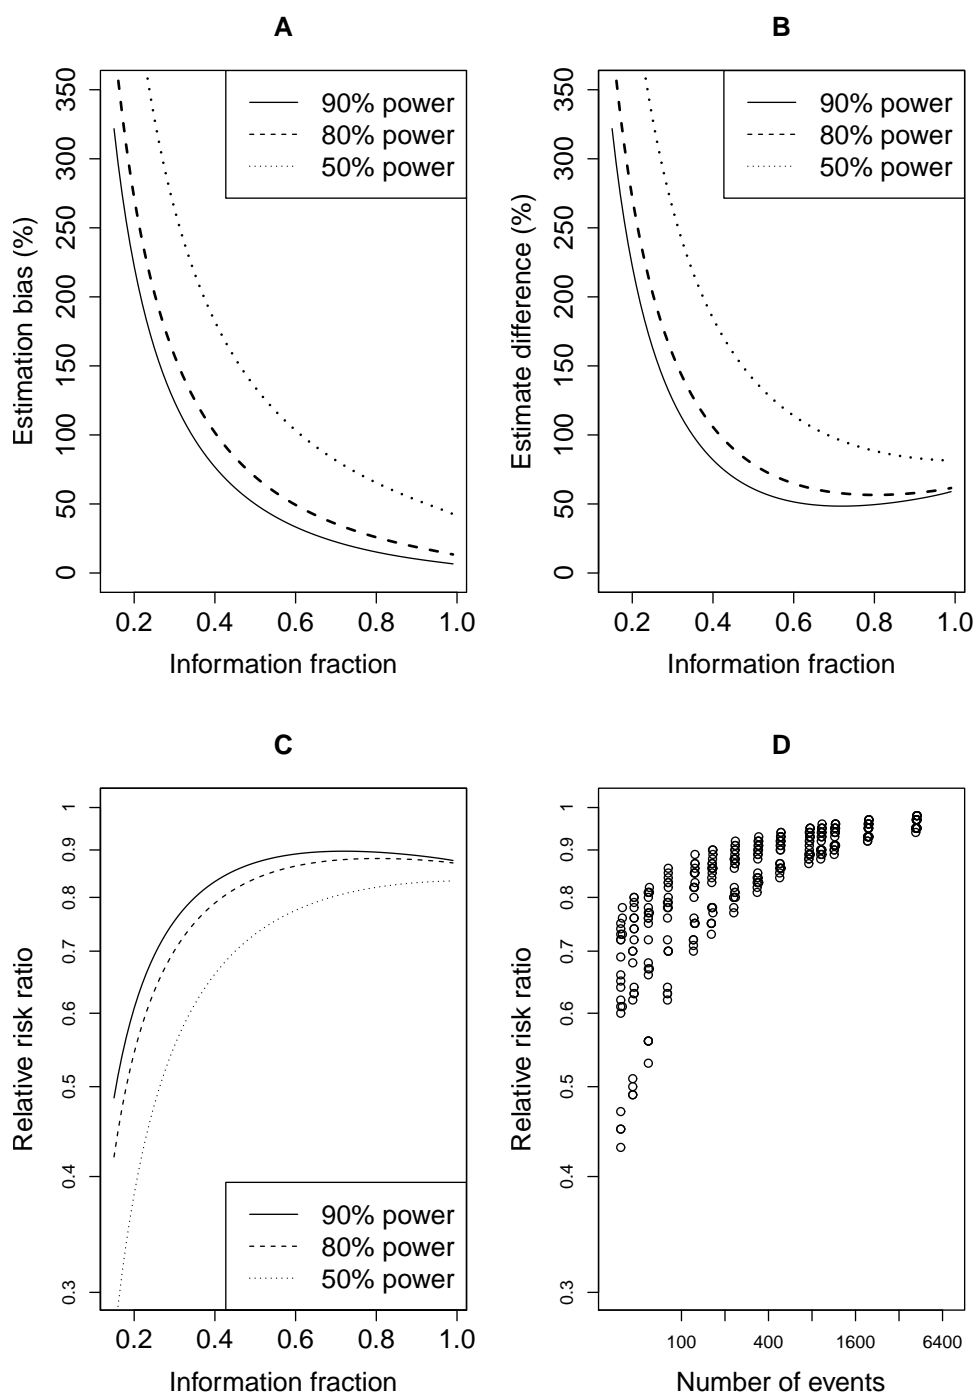 A
Estimation bias (%)
350
300
250
200
150
100
50
0
90% power
80% power
50% power
0.2 0.4 0.6 0.8 1.0
Information fraction
B
Estimate difference (%)
350
300
250
200
150
100
50
0
90% power
80% power
50% power
0.2 0.4 0.6 0.8 1.0
Information fraction
C
Relative risk ratio
1
0.9
0.8
0.7
0.6
0.5
0.4
0.3
90% power
80% power
50% power
0.2 0.4 0.6 0.8 1.0
Information fraction
D
Relative risk ratio
1
0.9
0.8
0.7
0.6
0.5
0.4
0.3
100 400 1600 6400
Number of events